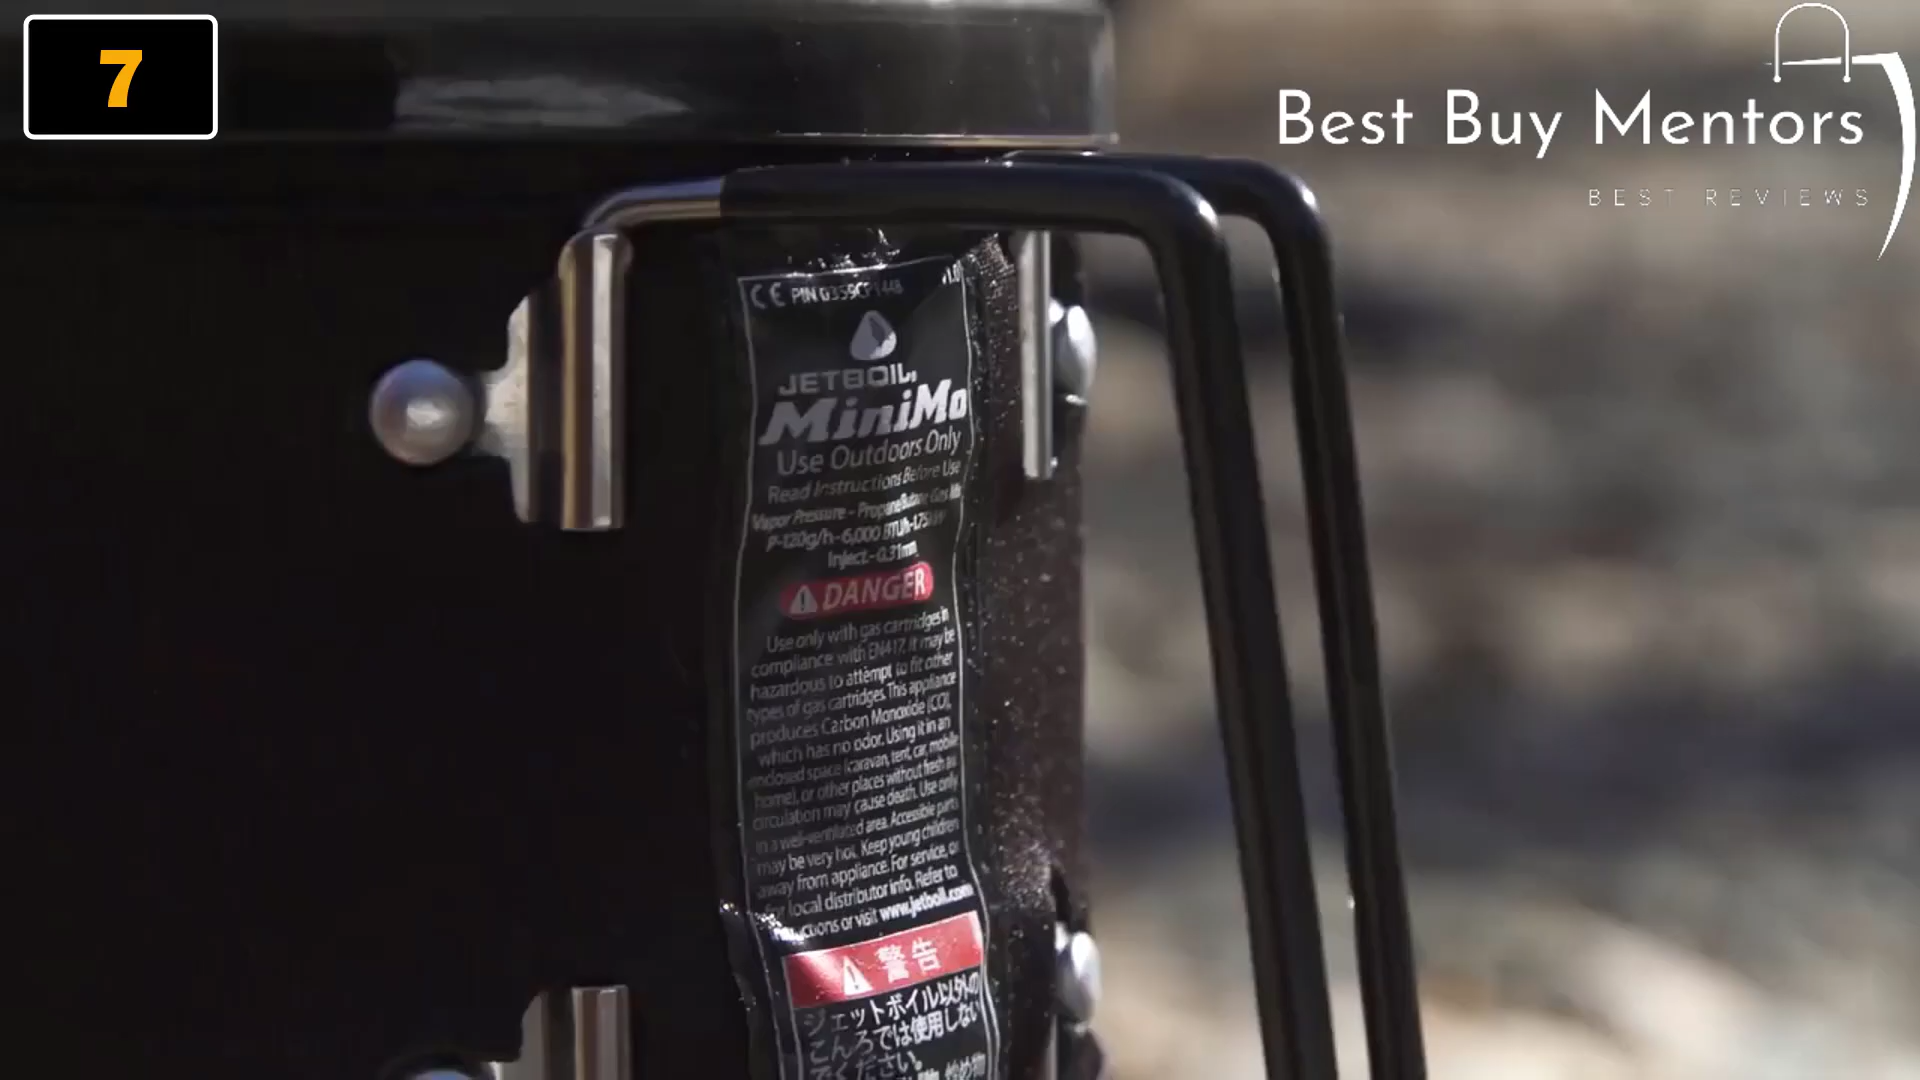 7
Best Buy Mentors
BEST REVIEWS
CE PIN 0359CP1448
JETBOIL
MiniMo
Use Outdoors Only
Read Instructions Before Use
Vapor Pressure - Propane Butane Gas Mix
P-120g/h-6,000 BTU/h-1.75kW
Inject.-0.31mm
DANGER
Use only with gas cartridges in
compliance with EN417. It may be
hazardous to attempt to fit other
types of gas cartridges. This appliance
produces Carbon Monoxide (CO),
which has no odor. Using it in an
enclosed space (caravan, tent, car, mobile
home), or other places without fresh air
circulation may cause death. Use only
in a well-ventilated area. Accessible parts
may be very hot. Keep young children
away from appliance. For service, or
for local distributor info. Refer to
or visit www.jetboil.com
警告
ジェットボイル以外の
こんろでは使用しない
でください。